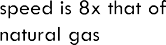 speed is 8x that of
natural gas